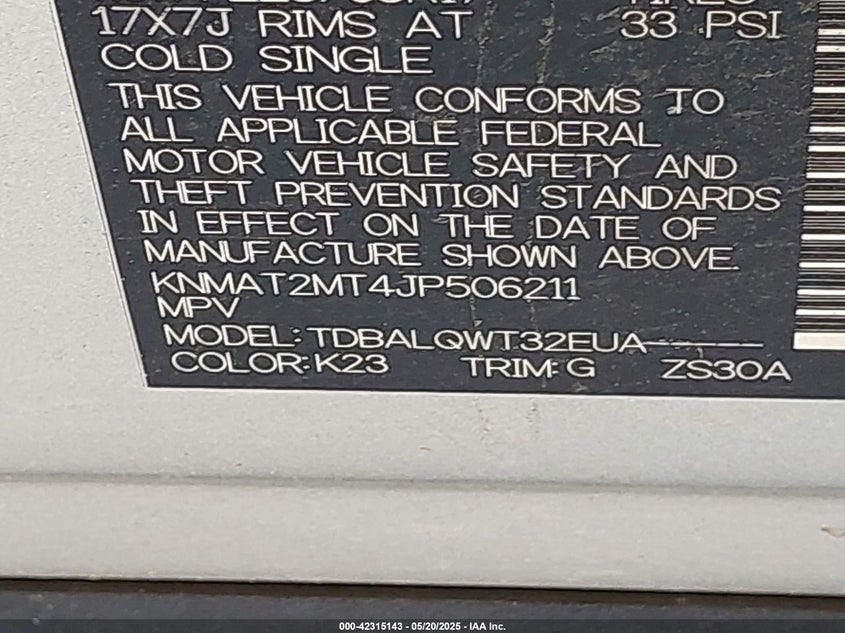 17X7J RIMS AT 33 PSI
COLD SINGLE
THIS VEHICLE CONFORMS TO
ALL APPLICABLE FEDERAL
MOTOR VEHICLE SAFETY AND
THEFT PREVENTION STANDARDS
IN EFFECT ON THE DATE OF
MANUFACTURE SHOWN ABOVE.
KNMAT2MT4JP506211
MPV
MODEL: TDBALQWT32EUA-----
COLOR: K23 TRIM: G ZS30A
000-42315143 - 05/20/2025 - IAA Inc.